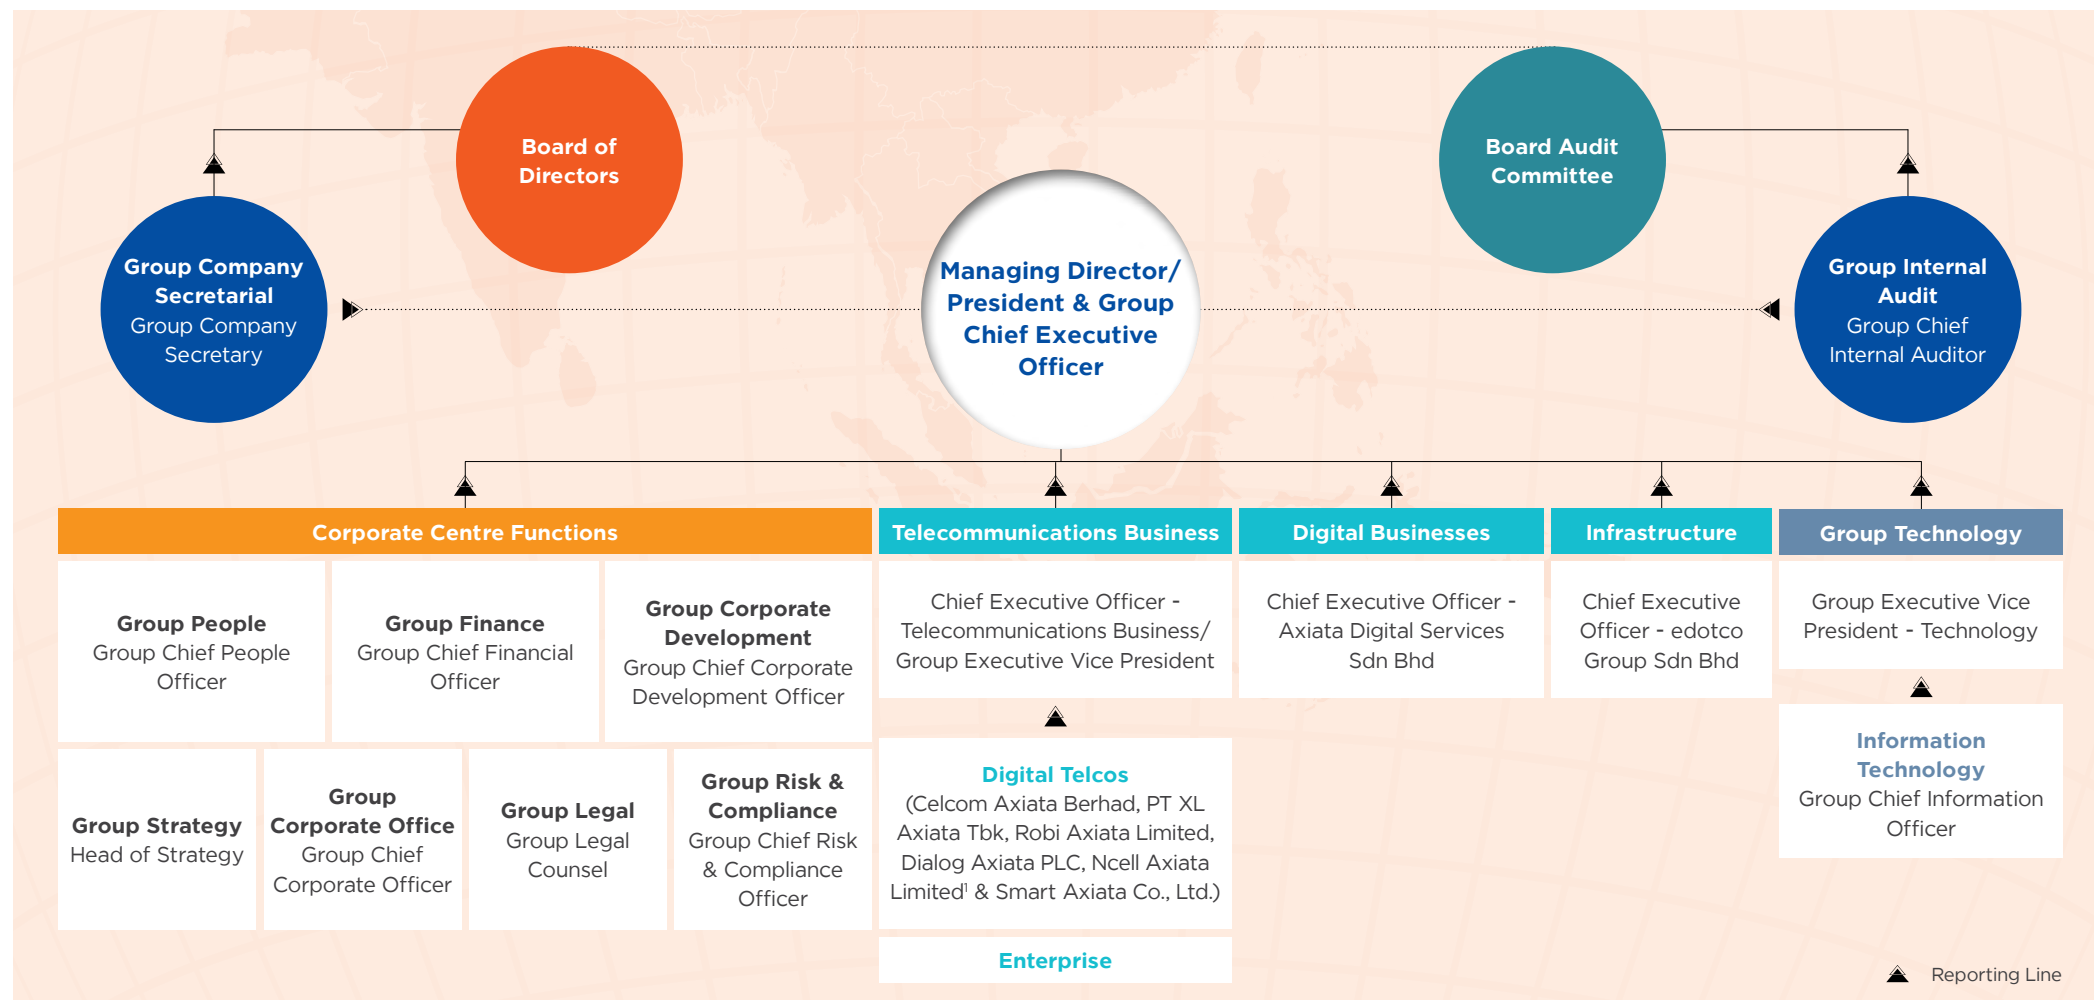 Board of
Directors
Board Audit
Committee
Group Company
Secretarial
Group Company
Secretary
Managing Director/
President & Group
Chief Executive
Officer
Group Internal
Audit
Group Chief
Internal Auditor
Corporate Centre Functions
Group People
Group Chief People
Officer
Group Finance
Group Chief Financial
Officer
Group Corporate
Development
Group Chief Corporate
Development Officer
Group Strategy
Head of Strategy
Group
Corporate Office
Group Chief
Corporate Officer
Group Legal
Group Legal
Counsel
Group Risk &
Compliance
Group Chief Risk
& Compliance
Officer
Telecommunications Business
Chief Executive Officer -
Telecommunications Business/
Group Executive Vice President
Digital Telcos
(Celcom Axiata Berhad, PT XL
Axiata Tbk, Robi Axiata Limited,
Dialog Axiata PLC, Ncell Axiata
Limited¹ & Smart Axiata Co., Ltd.)
Enterprise
Digital Businesses
Chief Executive Officer -
Axiata Digital Services
Sdn Bhd
Infrastructure
Chief Executive
Officer - edotco
Group Sdn Bhd
Group Technology
Group Executive Vice
President - Technology
Information
Technology
Group Chief Information
Officer
Reporting Line